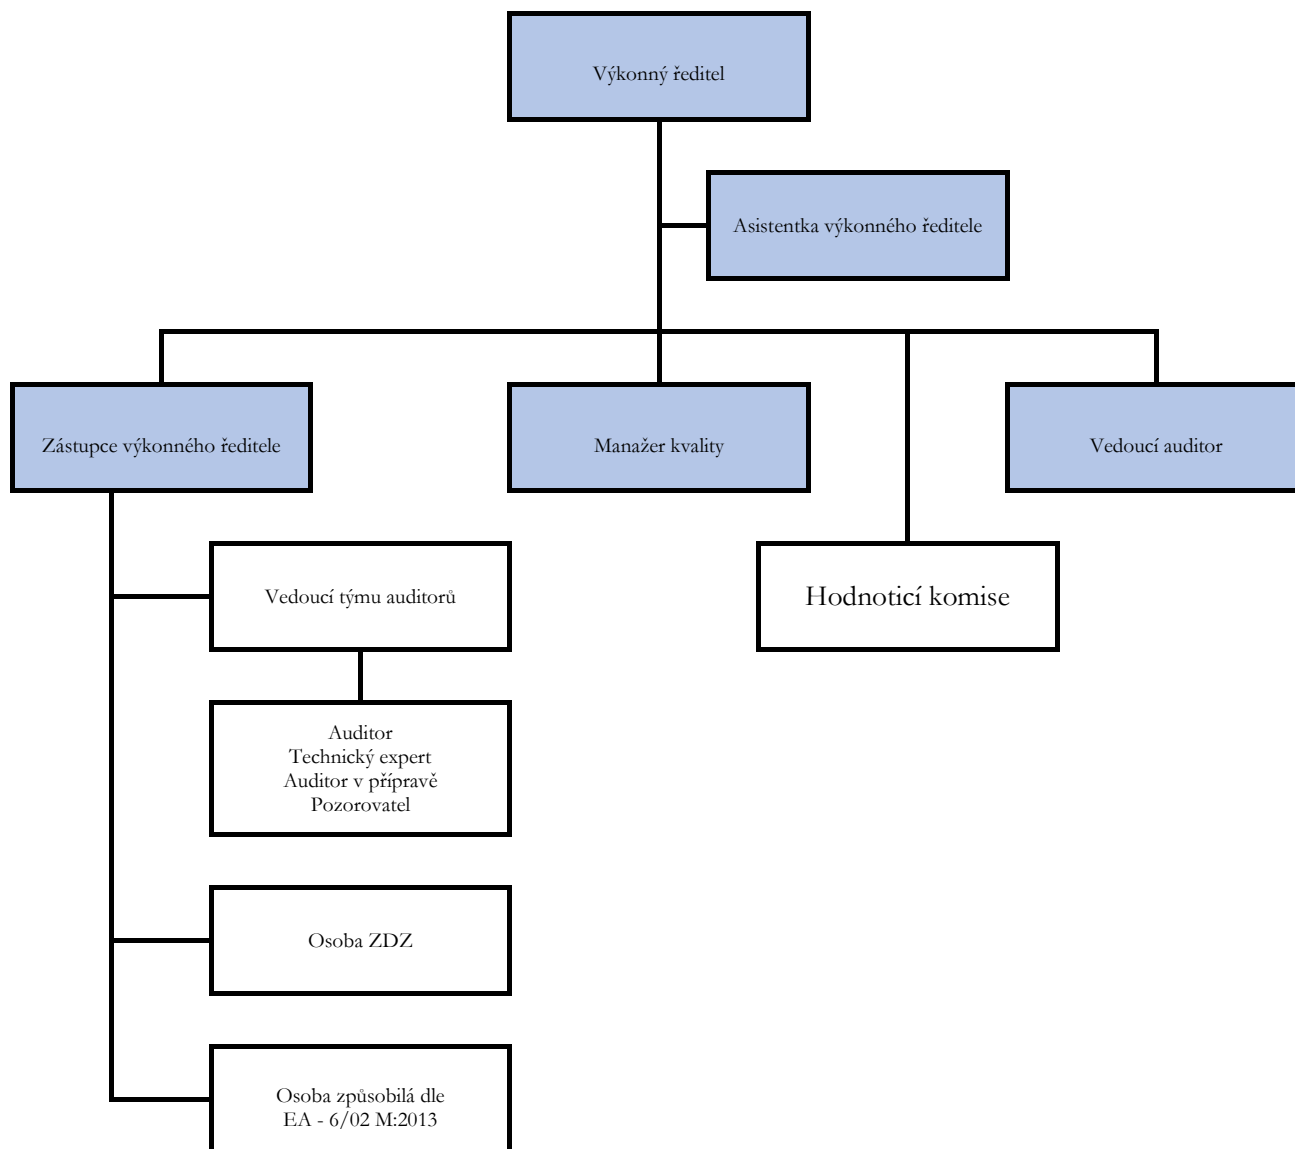 Výkonný ředitel
Asistentka výkonného ředitele
Zástupce výkonného ředitele
Manažer kvality
Vedoucí auditor
Vedoucí týmu auditorů
Hodnoticí komise
Auditor
Technický expert
Auditor v přípravě
Pozorovatel
Osoba ZDZ
Osoba způsobilá dle
EA - 6/02 M:2013